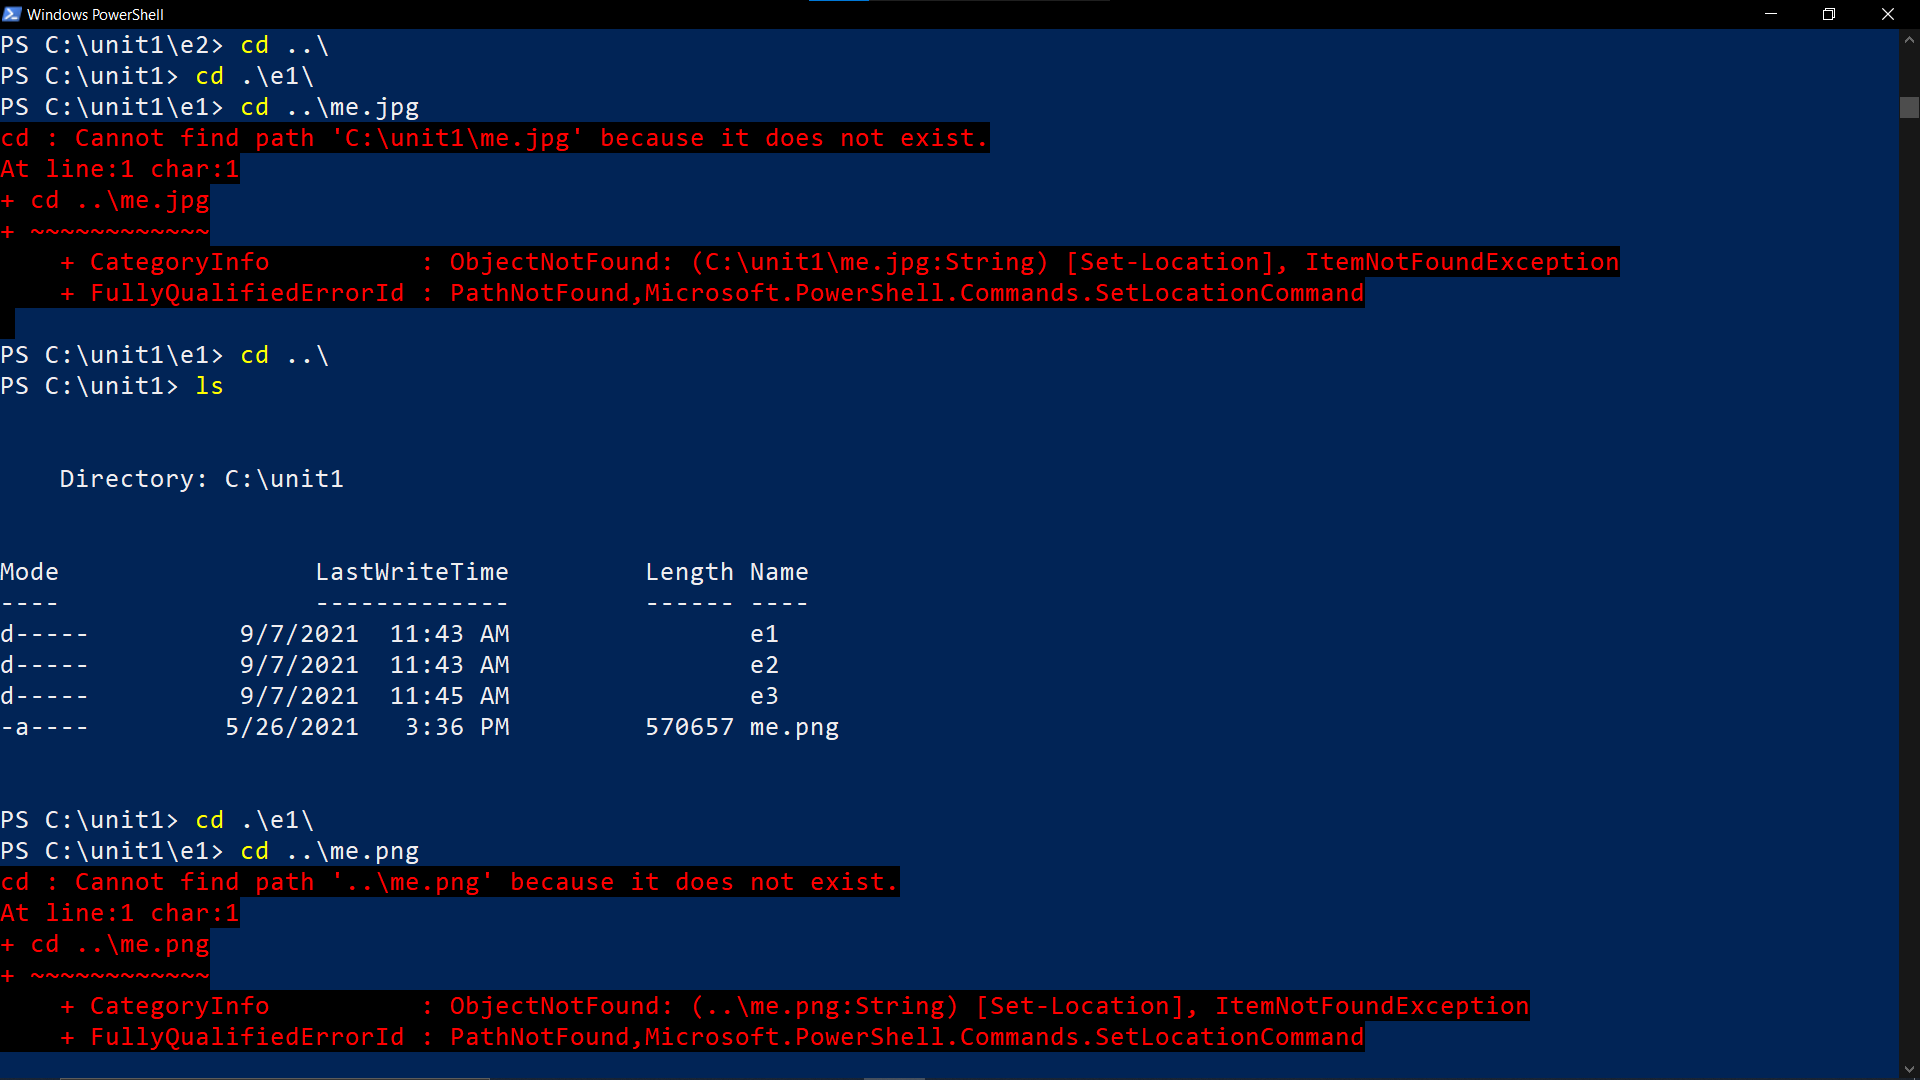 Windows PowerShell
PS C:\unit1\e2> cd ..\
PS C:\unit1> cd .\e1\
PS C:\unit1\e1> cd ..\me.jpg
cd : Cannot find path 'C:\unit1\me.jpg' because it does not exist.
At line:1 char:1
+ cd ..\me.jpg
+ ~~~~~~~~~~~~
    + CategoryInfo          : ObjectNotFound: (C:\unit1\me.jpg:String) [Set-Location], ItemNotFoundException
    + FullyQualifiedErrorId : PathNotFound,Microsoft.PowerShell.Commands.SetLocationCommand
PS C:\unit1\e1> cd ..\
PS C:\unit1> ls
    Directory: C:\unit1
Mode                 LastWriteTime         Length Name
----                 -------------         ------ ----
d-----          9/7/2021  11:43 AM                e1
d-----          9/7/2021  11:43 AM                e2
d-----          9/7/2021  11:45 AM                e3
-a----         5/26/2021   3:36 PM         570657 me.png
PS C:\unit1> cd .\e1\
PS C:\unit1\e1> cd ..\me.png
cd : Cannot find path '..\me.png' because it does not exist.
At line:1 char:1
+ cd ..\me.png
+ ~~~~~~~~~~~~
    + CategoryInfo          : ObjectNotFound: (..\me.png:String) [Set-Location], ItemNotFoundException
    + FullyQualifiedErrorId : PathNotFound,Microsoft.PowerShell.Commands.SetLocationCommand